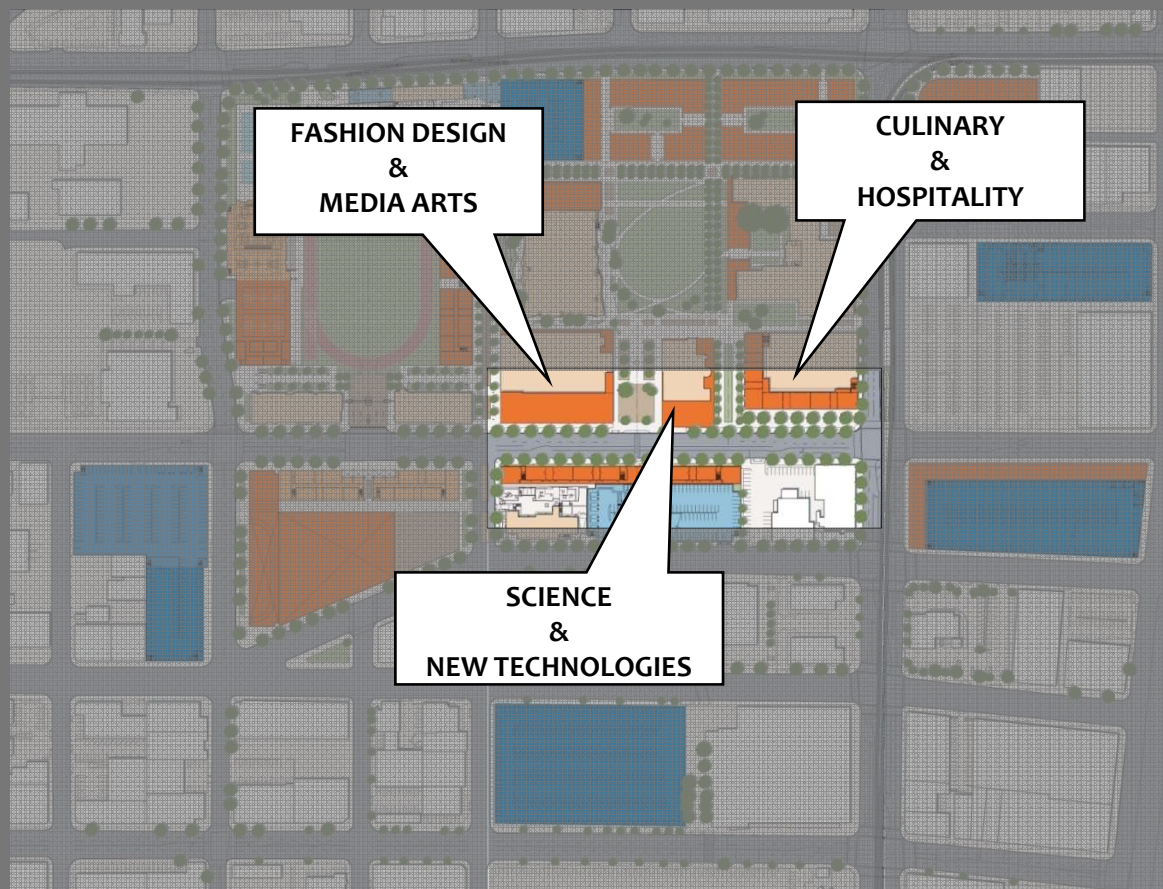 FASHION DESIGN
&
MEDIA ARTS
CULINARY
&
HOSPITALITY
SCIENCE
&
NEW TECHNOLOGIES